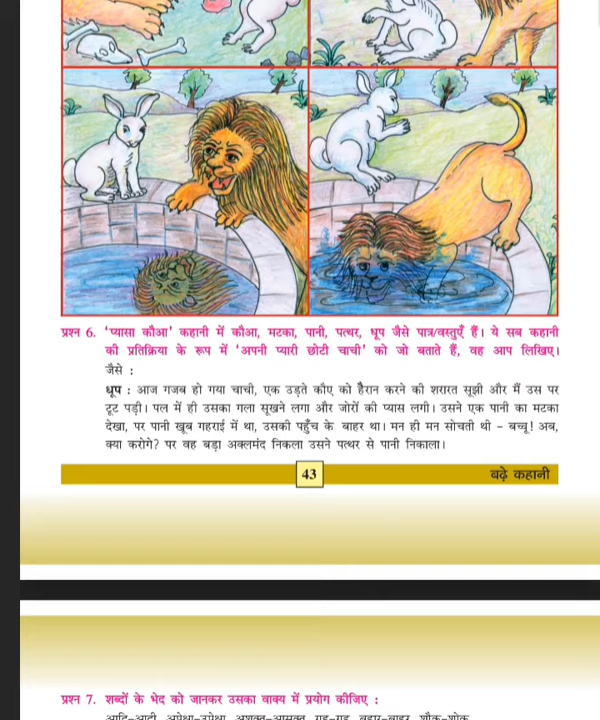 प्रश्न 6. 'प्यासा कौआ' कहानी में कौआ, मटका, पानी, पत्थर, धूप जैसे पात्र/वस्तुएँ हैं। ये सब कहानी
की प्रतिक्रिया के रूप में 'अपनी प्यारी छोटी चाची' को जो बताते हैं, वह आप लिखिए।
जैसे :
धूप : आज गजब हो गया चाची, एक उड़ते कौए को हैरान करने की शरारत सूझी और मैं उस पर
टूट पड़ी। पल में ही उसका गला सूखने लगा और जोरों की प्यास लगी। उसने एक पानी का मटका
देखा, पर पानी खूब गहराई में था, उसकी पहुँच के बाहर था। मन ही मन सोचती थी – बच्चू! अब,
क्या करोगे? पर वह बड़ा अक्लमंद निकला उसने पत्थर से पानी निकाला।
43
बढ़े कहानी
प्रश्न 7. शब्दों के भेद को जानकर उसका वाक्य में प्रयोग कीजिए :